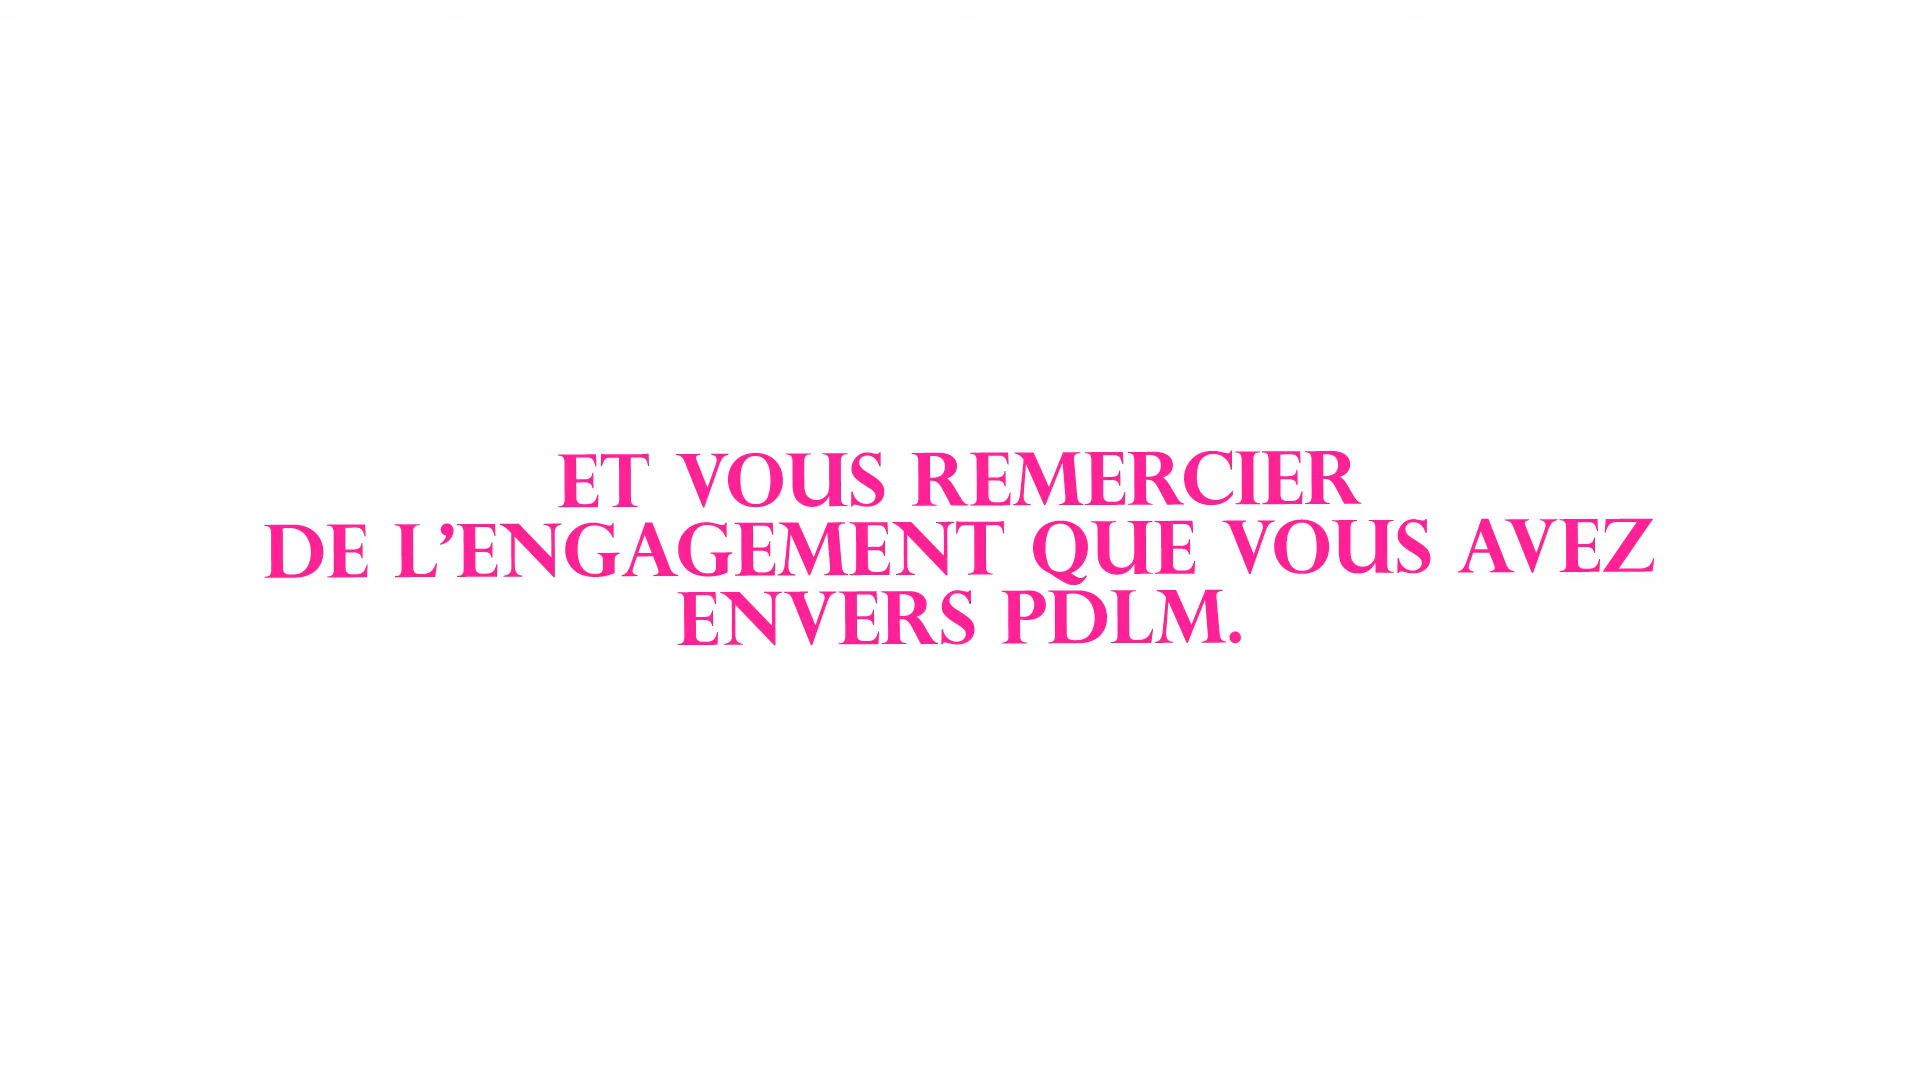 ET VOUS REMERCIER
DE L’ENGAGEMENT QUE VOUS AVEZ
ENVERS PDLM.